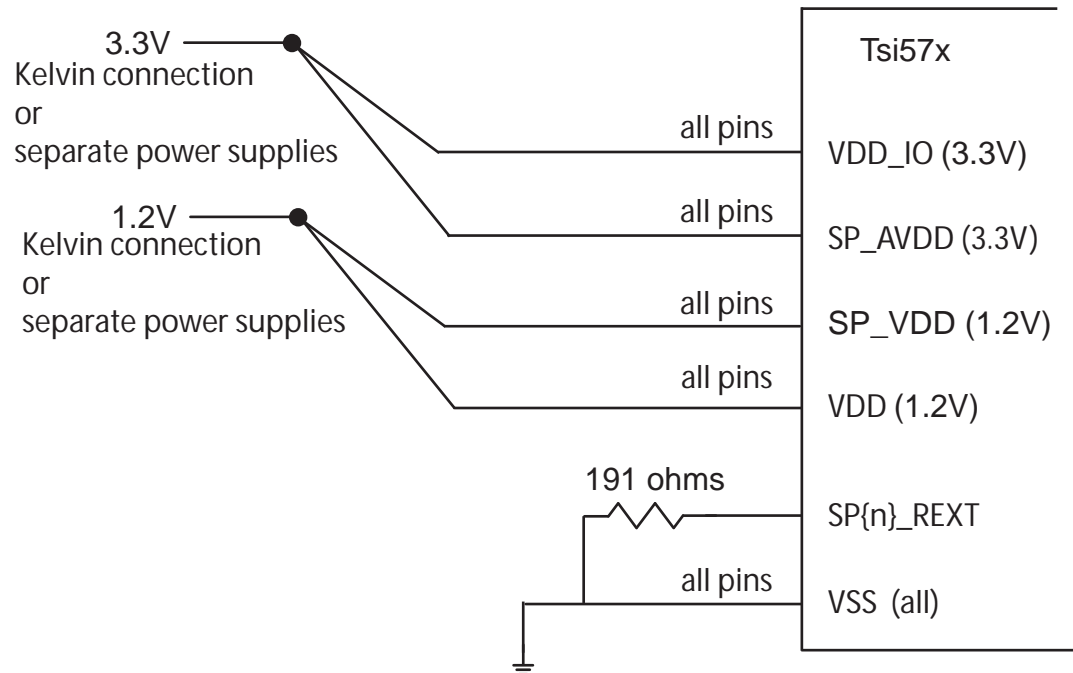 3.3V
Kelvin connection
or
separate power supplies
1.2V
Kelvin connection
or
separate power supplies
Tsi57x
all pins
VDD_IO (3.3V)
all pins
SP_AVDD (3.3V)
all pins
SP_VDD (1.2V)
all pins
VDD (1.2V)
191 ohms
SP{n}_REXT
all pins
VSS (all)